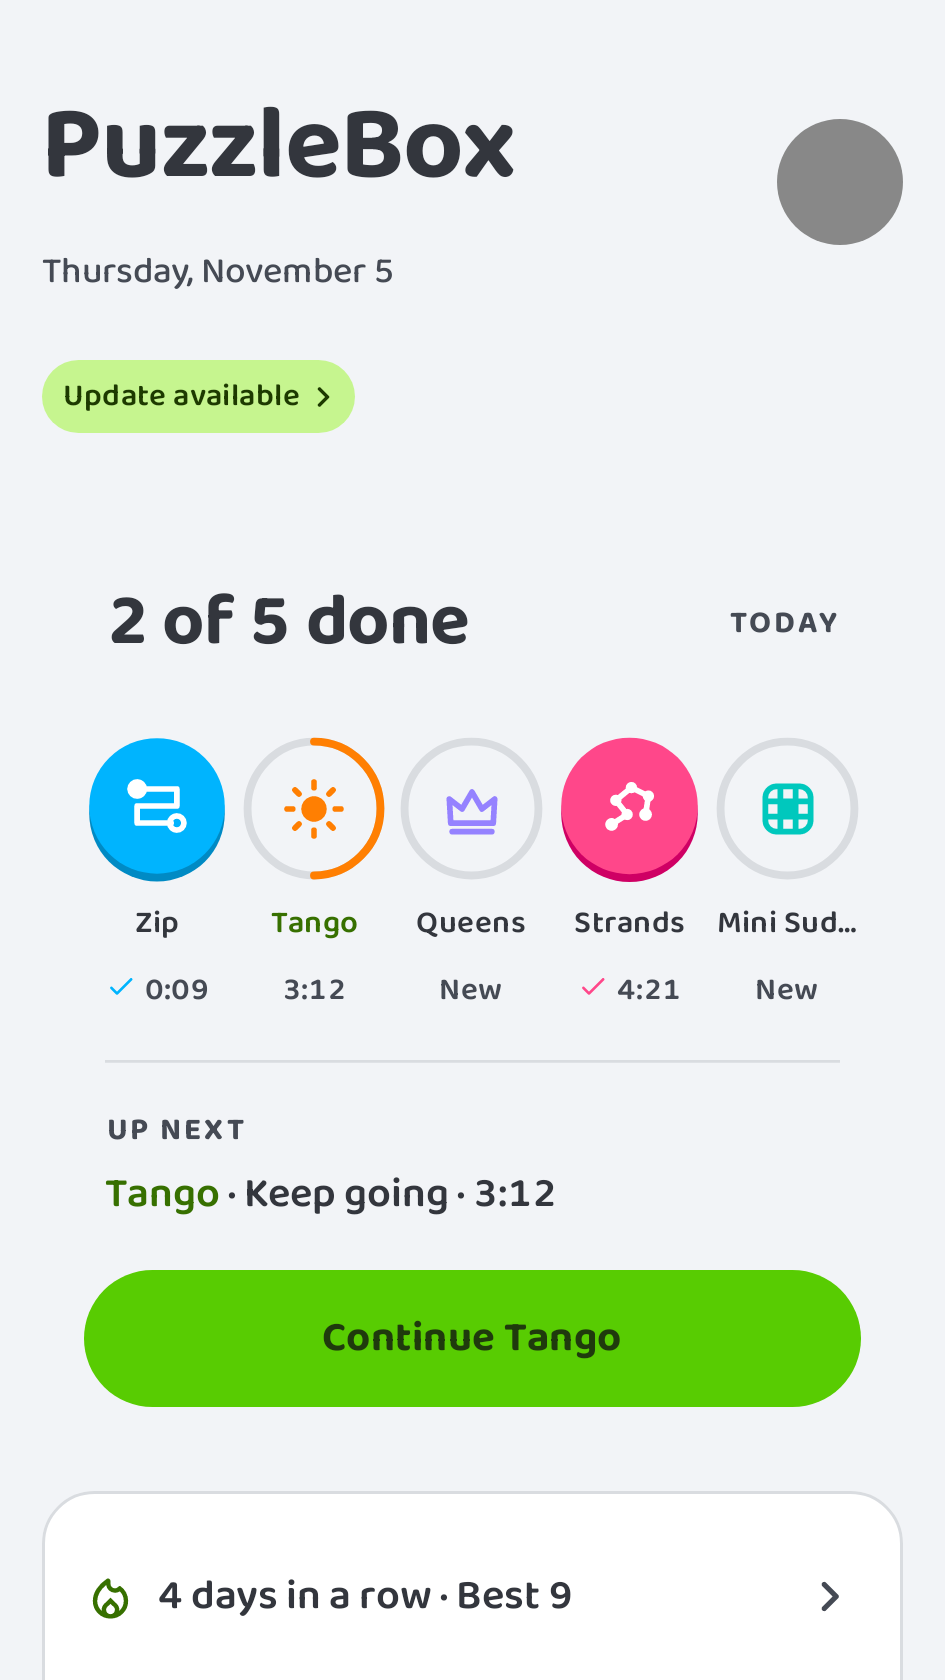 PuzzleBox
Thursday, November 5
Update available
2 of 5 done
TODAY
Zip
Tango
Queens
Strands
Mini Sud...
0:09
3:12
New
4:21
New
UP NEXT
Tango · Keep going · 3:12
Continue Tango
4 days in a row · Best 9